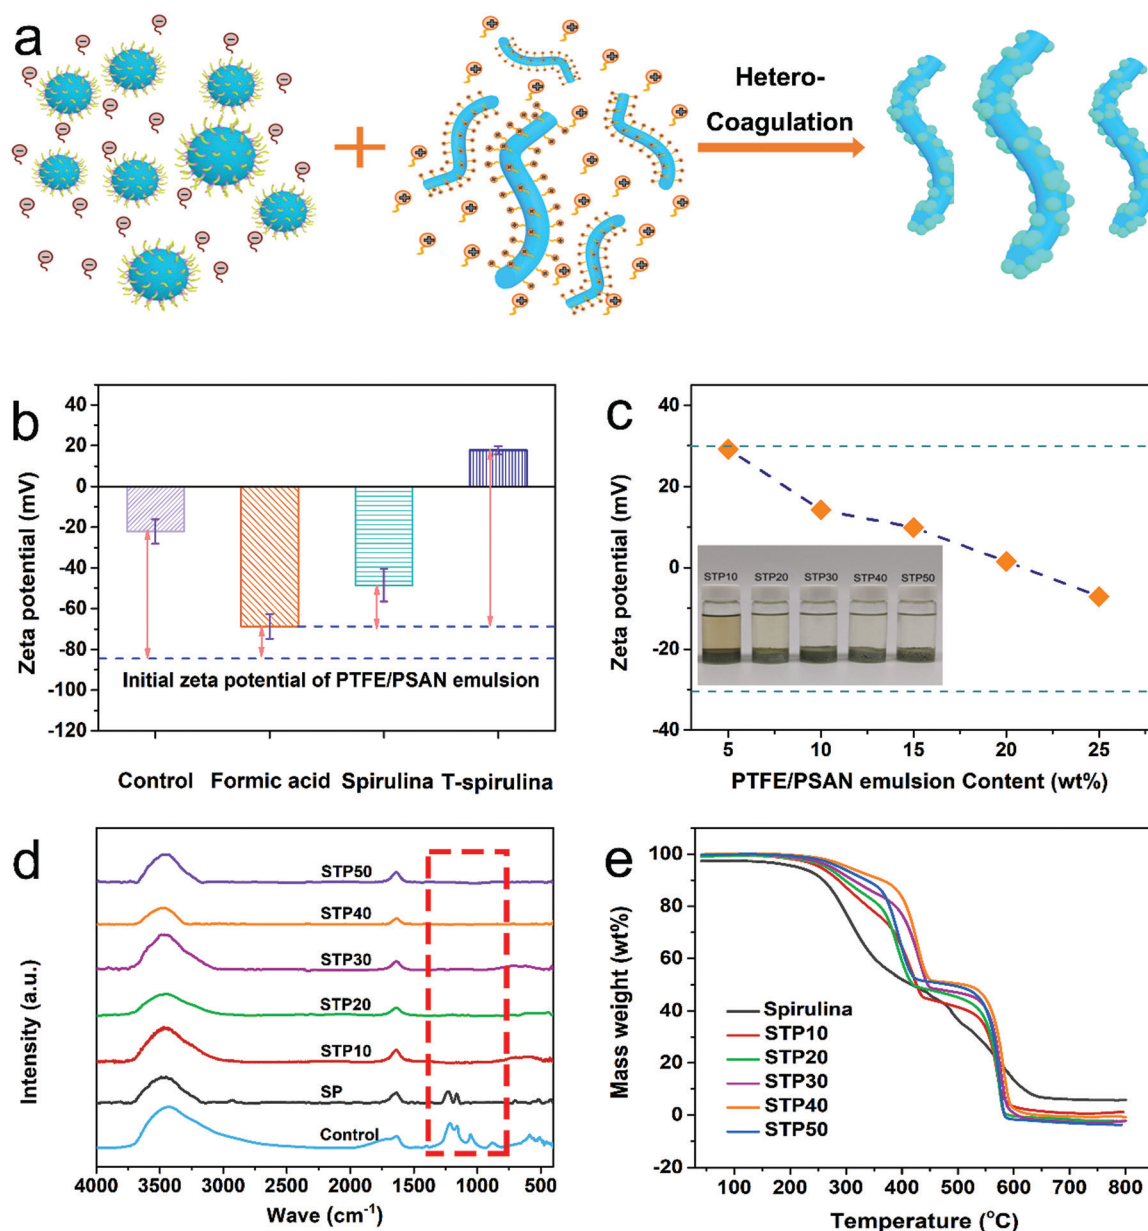 a
Hetero-
Coagulation
b
40
20
0
-20
-40
-60
-80
-100
-120
Zeta potential (mV)
Initial zeta potential of PTFE/PSAN emulsion
Control
Formic acid
Spirulina
T-spirulina
c
40
20
0
-20
-40
Zeta potential (mV)
STP10 STP20 STP30 STP40 STP50
5 10 15 20 25
PTFE/PSAN emulsion Content (wt%)
d
Intensity (a.u.)
STP50
STP40
STP30
STP20
STP10
SP
Control
4000 3500 3000 2500 2000 1500 1000 500
Wave (cm⁻¹)
e
100
80
60
40
20
0
-20
Mass weight (wt%)
Spirulina
STP10
STP20
STP30
STP40
STP50
100 200 300 400 500 600 700 800
Temperature (°C)